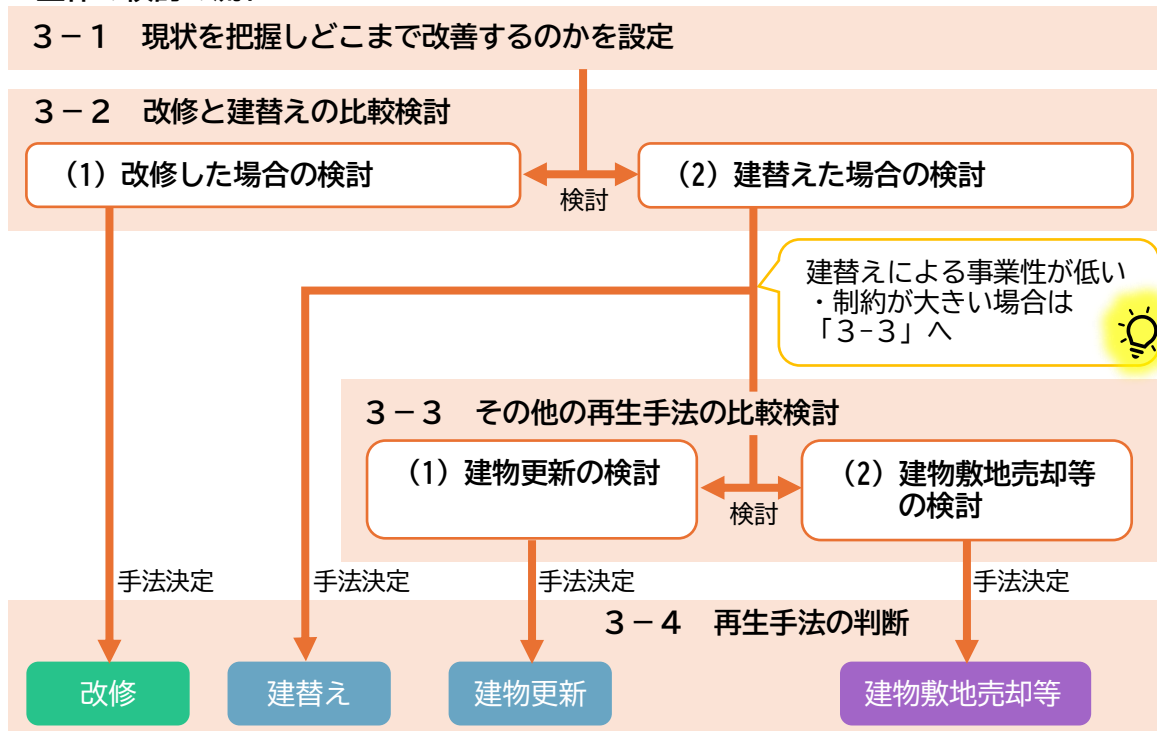 3－1　現状を把握しどこまで改善するのかを設定
3－2　改修と建替えの比較検討
（1）改修した場合の検討
検討
（2）建替えた場合の検討
建替えによる事業性が低い
・制約が大きい場合は
「3-3」へ
3－3　その他の再生手法の比較検討
（1）建物更新の検討
検討
（2）建物敷地売却等
の検討
手法決定
手法決定
手法決定
手法決定
3－4　再生手法の判断
改修
建替え
建物更新
建物敷地売却等